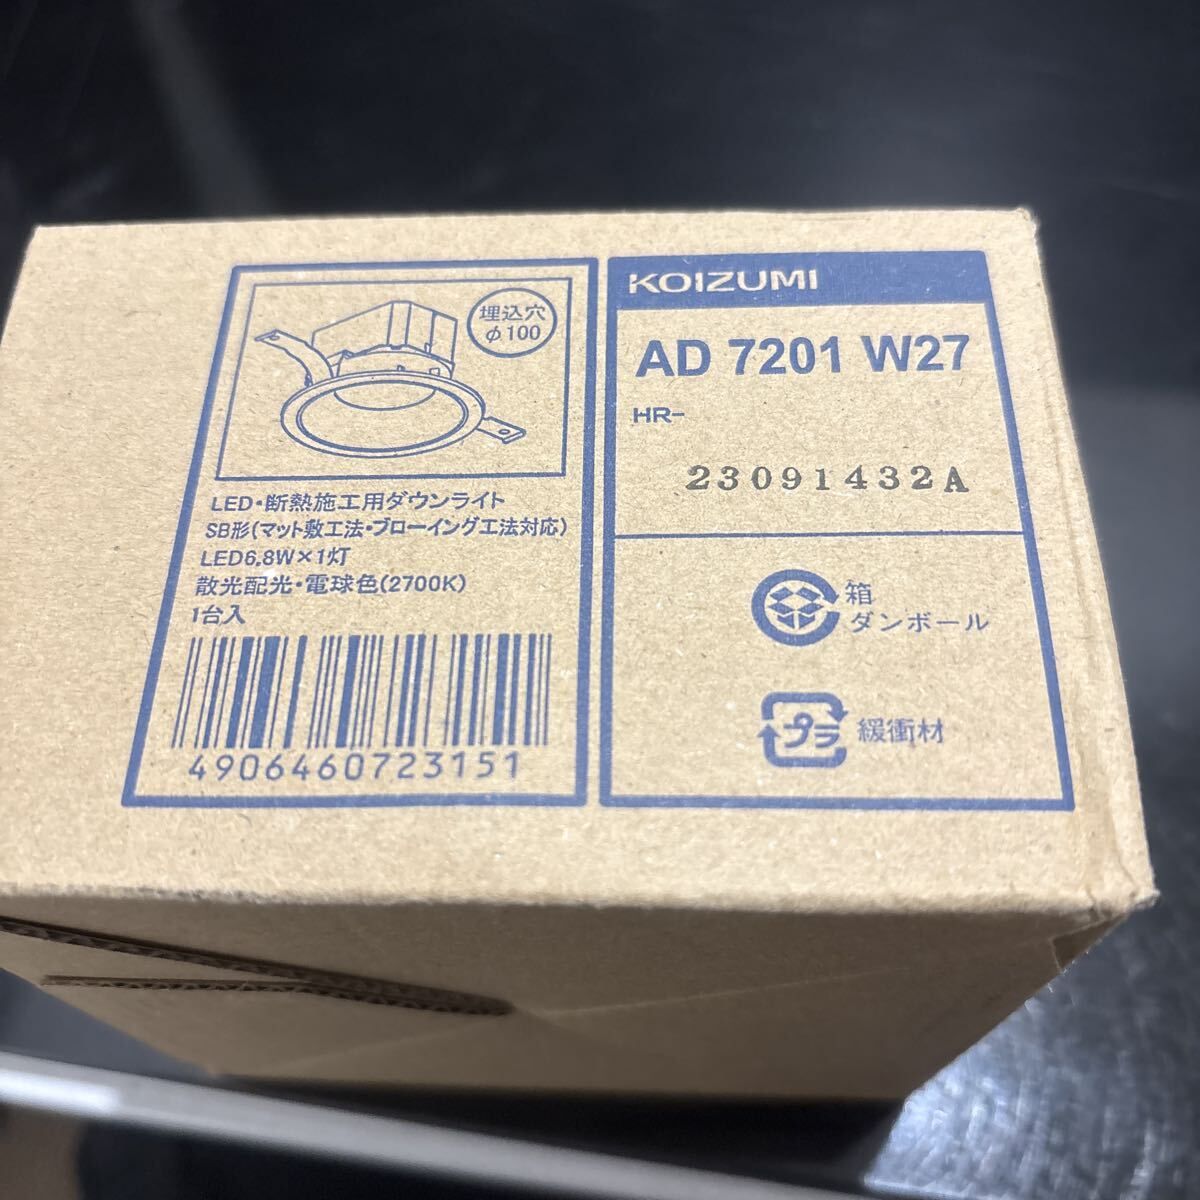 埋込穴
φ100
LED・断熱施工用ダウンライト
SB形(マット敷工法・ブローイング工法対応)
LED6.8W×1灯
散光配光・電球色(2700K)
1台入
4906460723151
KOIZUMI
AD 7201 W27
HR-
23091432A
箱
ダンボール
プラ
緩衝材